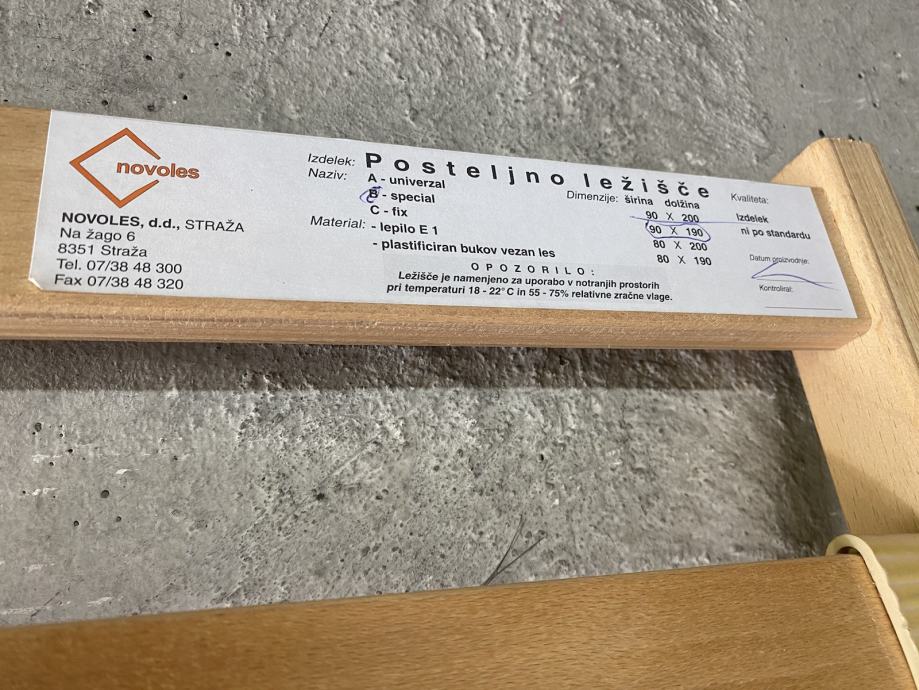 novoles
NOVOLES, d.d., STRAŽA
Na žago 6
8351 Straža
Tel. 07/38 48 300
Fax 07/38 48 320
Izdelek: Posteljno ležišče
Naziv: A - univerzal
B - special
C - fix
Material: - lepilo E 1
- plastificiran bukov vezan les
Dimenzije: širina dolžina
90 X 200
90 X 190
80 X 200
80 X 190
Kvaliteta:
Izdelek
ni po standardu
Datum proizvodnje:
Kontroliral:
OPOZORILO:
Ležišče je namenjeno za uporabo v notranjih prostorih
pri temperaturi 18 - 22° C in 55 - 75% relativne zračne vlage.